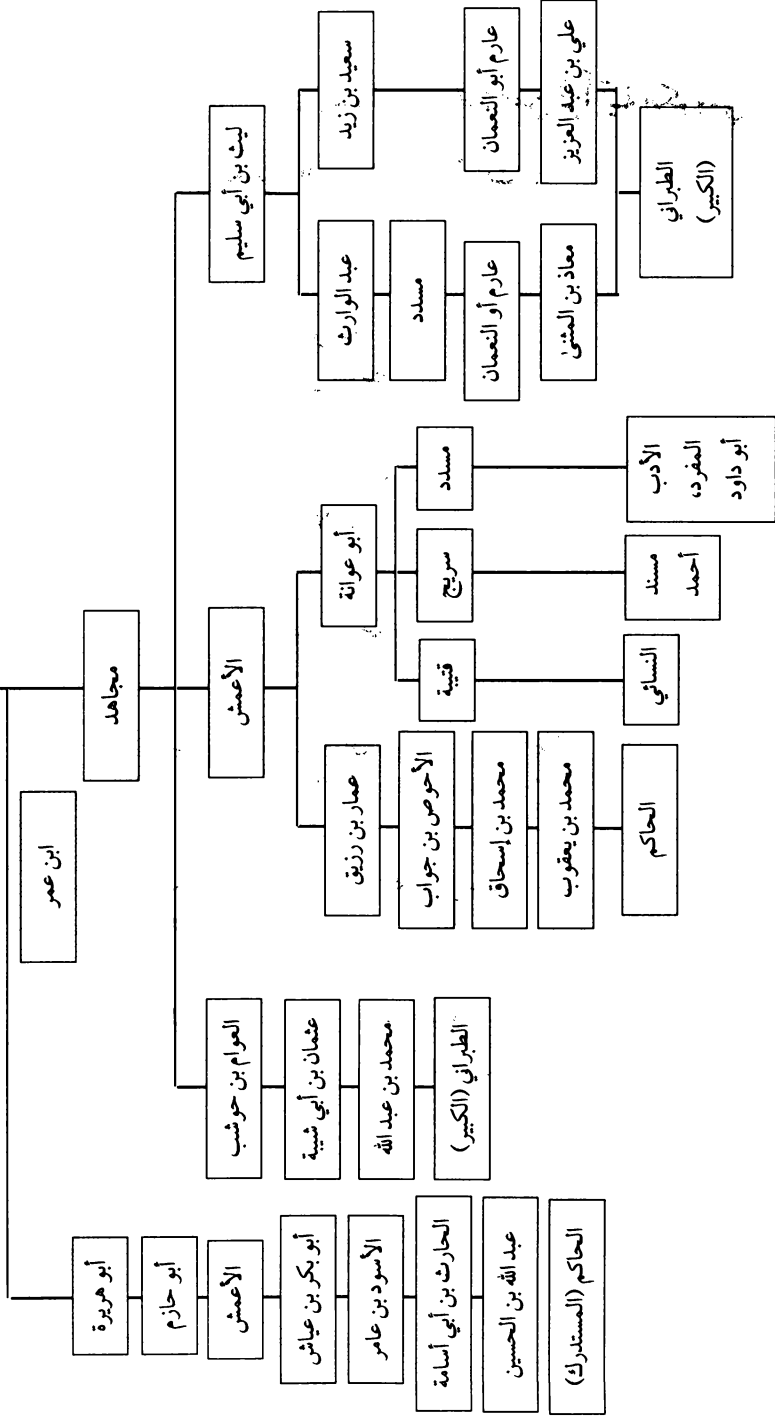 ابن عمر
مجاهد
ليث بن أبي سليم
سعيد بن زيد
عارم أبو النعمان
علي بن عبد العزيز
عبد الوارث
مسدد
عارم أو النعمان
معاذ بن المثنى
الطبراني
(الكبير)
الأعمش
أبو عوانة
مسدد
الأدب
المفرد،
أبو داود
سريج
مسند
أحمد
قتيبة
النسائي
عمار بن رزيق
الأحوص بن جواب
محمد بن إسحاق
محمد بن يعقوب
الحاكم
العوام بن حوشب
عثمان بن أبي شيبة
محمد بن عبد الله
الطبراني (الكبير)
أبو هريرة
أبو حازم
الأعمش
أبو بكر بن عياش
الأسود بن عامر
الحارث بن أبي أسامة
عبد الله بن الحسين
الحاكم (المستدرك)